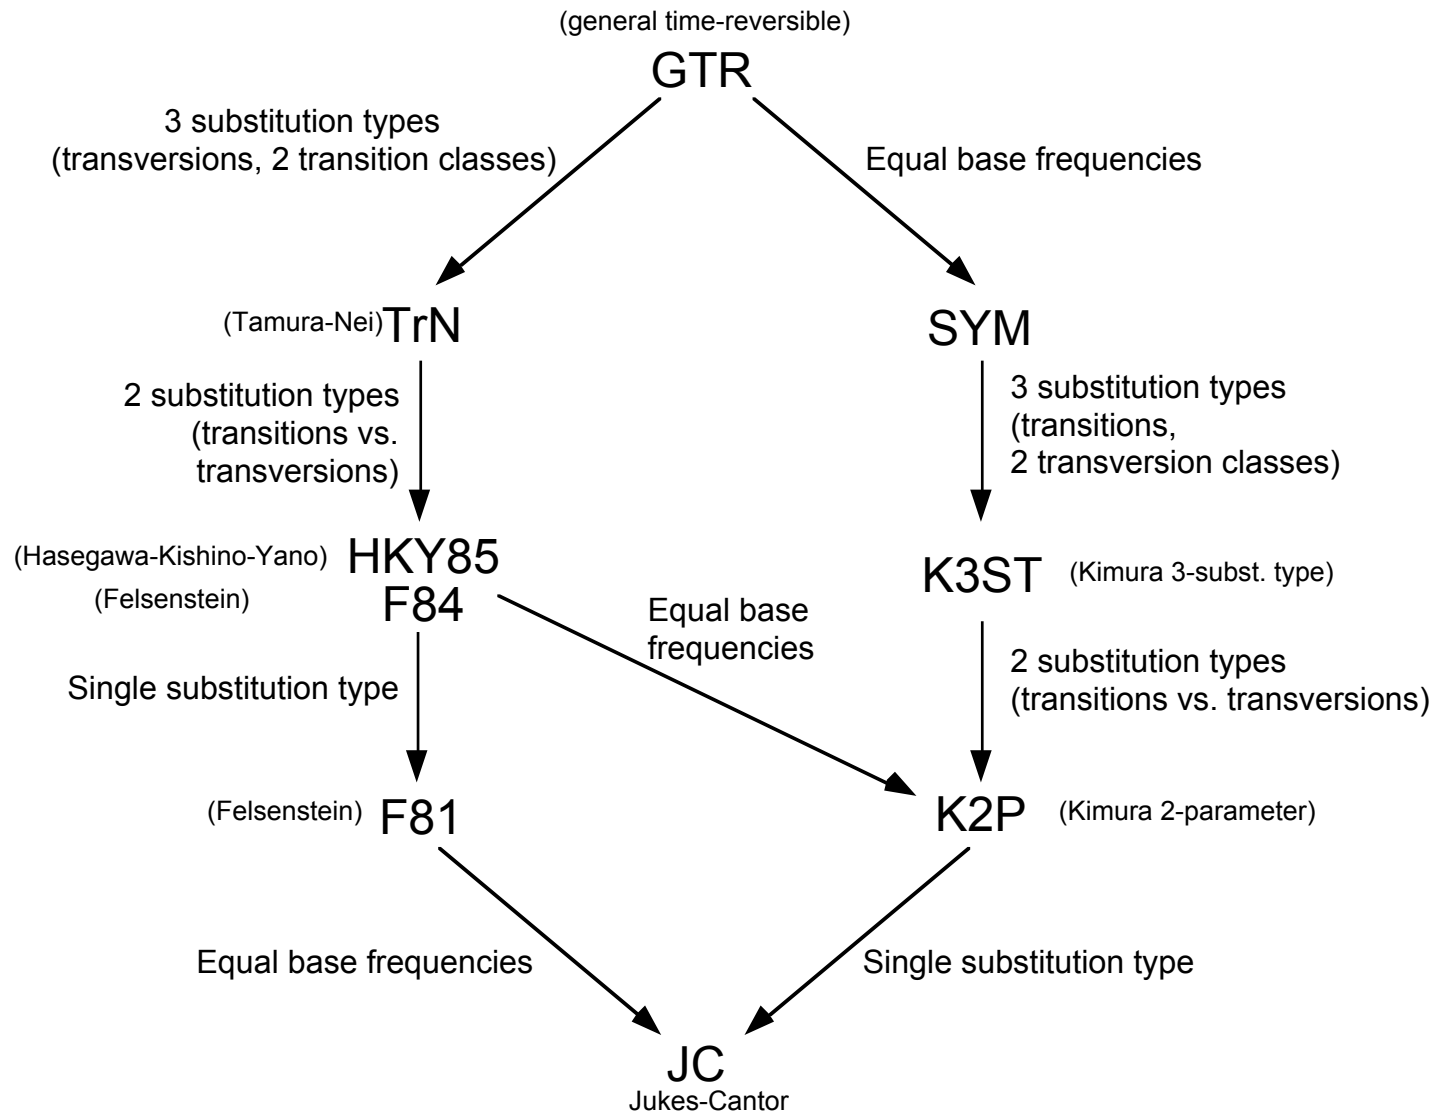 (general time-reversible)
GTR
3 substitution types
(transversions, 2 transition classes)
Equal base frequencies
(Tamura-Nei) TrN
SYM
2 substitution types
(transitions vs.
transversions)
3 substitution types
(transitions,
2 transversion classes)
(Hasegawa-Kishino-Yano) HKY85
(Felsenstein) F84
K3ST (Kimura 3-subst. type)
Equal base
frequencies
Single substitution type
2 substitution types
(transitions vs. transversions)
(Felsenstein) F81
K2P (Kimura 2-parameter)
Equal base frequencies
Single substitution type
JC
Jukes-Cantor